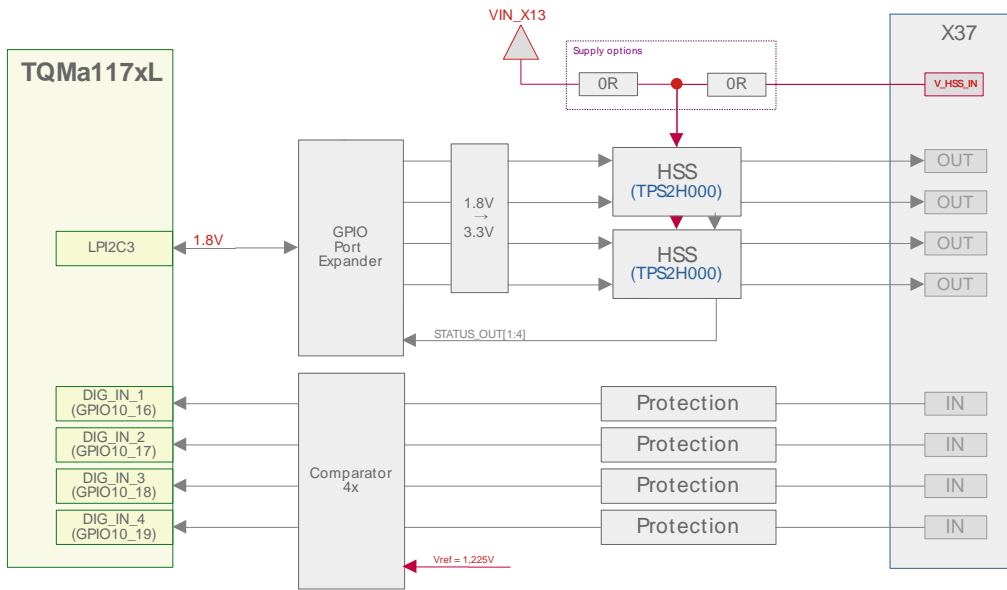 VIN_X13
X37
Supply options
TQMa117xL
0R
0R
V_HSS_IN
HSS
(TPS2H000)
OUT
OUT
1.8V
→
3.3V
GPIO
Port
Expander
LPI2C3
1.8V
HSS
(TPS2H000)
OUT
OUT
STATUS_OUT[1:4]
DIG_IN_1
(GPIO10_16)
Protection
IN
DIG_IN_2
(GPIO10_17)
Protection
IN
Comparator
4x
DIG_IN_3
(GPIO10_18)
Protection
IN
DIG_IN_4
(GPIO10_19)
Protection
IN
Vref = 1,225V